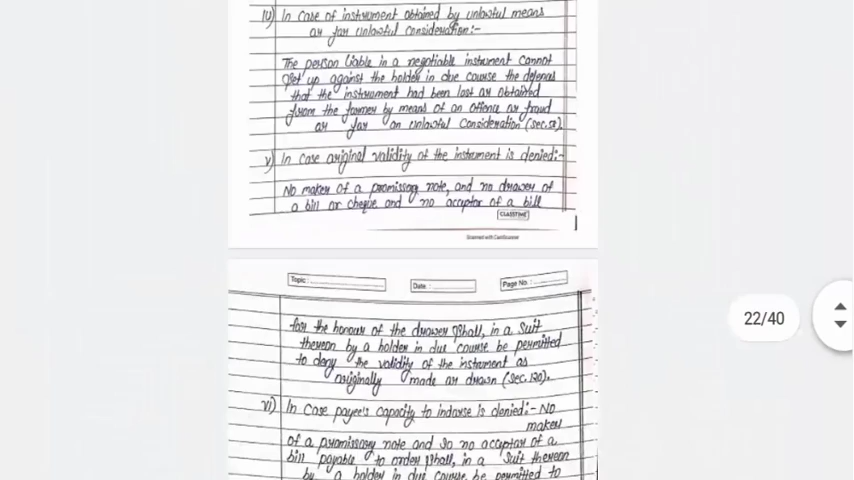 iv) In case of instrument obtained by unlawful means
or for unlawful consideration:-
The person liable in a negotiable instrument cannot
set up against the holder in due course the defence
that the instrument had been lost or obtained
from the former by means of an offence or fraud
or for an unlawful consideration (sec.58).
v) In case original validity of the instrument is denied:-
No maker of a promissory note, and no drawer of
a bill or cheque and no acceptor of a bill
CLASSTIME
Scanned with CamScanner
Topic :
Date :
Page No. :
for the honour of the drawer shall, in a suit
thereon by a holder in due course be permitted
to deny the validity of the instrument as
originally made or drawn (sec. 120).
vi) In case payee's capacity to indorse is denied:- No
maker
of a promissory note and so no acceptor of a
bill payable to order shall, in a suit thereon
by a holder in due course be permitted to
22/40